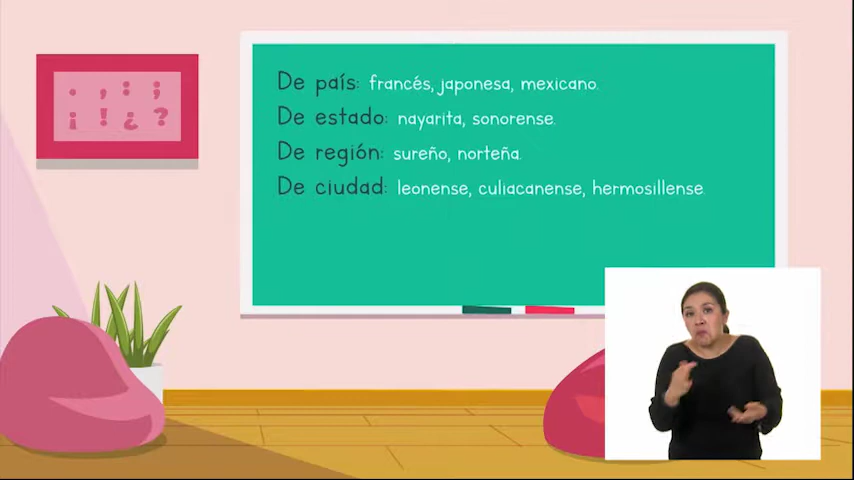 . , : ;
¡ ! ¿ ?
De país: francés, japonesa, mexicano.
De estado: nayarita, sonorense.
De región: sureño, norteña.
De ciudad: leonense, culiacanense, hermosillense.